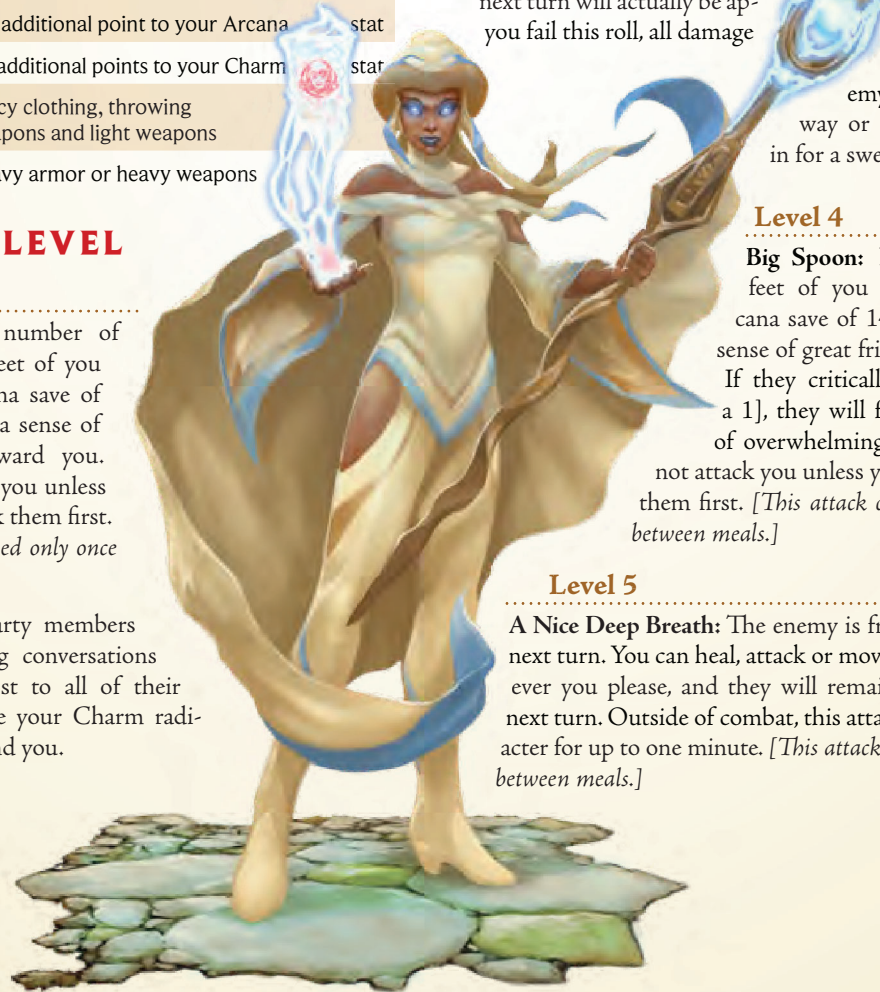 additional point to your Arcana stat
additional points to your Charm stat
cy clothing, throwing
apons and light weapons
avy armor or heavy weapons
LEVEL
number of
eet of you
na save of
a sense of
ward you.
you unless
k them first.
ed only once
arty members
g conversations
st to all of their
e your Charm radi-
nd you.
next turn will actually be ap-
you fail this roll, all damage
emy
way or
in for a swe
Level 4
Big Spoon:
feet of you
cana save of 14
sense of great fri
If they critically
a 1], they will f
of overwhelming
not attack you unless y
them first. [This attack c
between meals.]
Level 5
A Nice Deep Breath: The enemy is fr
next turn. You can heal, attack or mov
ever you please, and they will remai
next turn. Outside of combat, this atta
acter for up to one minute. [This attack
between meals.]